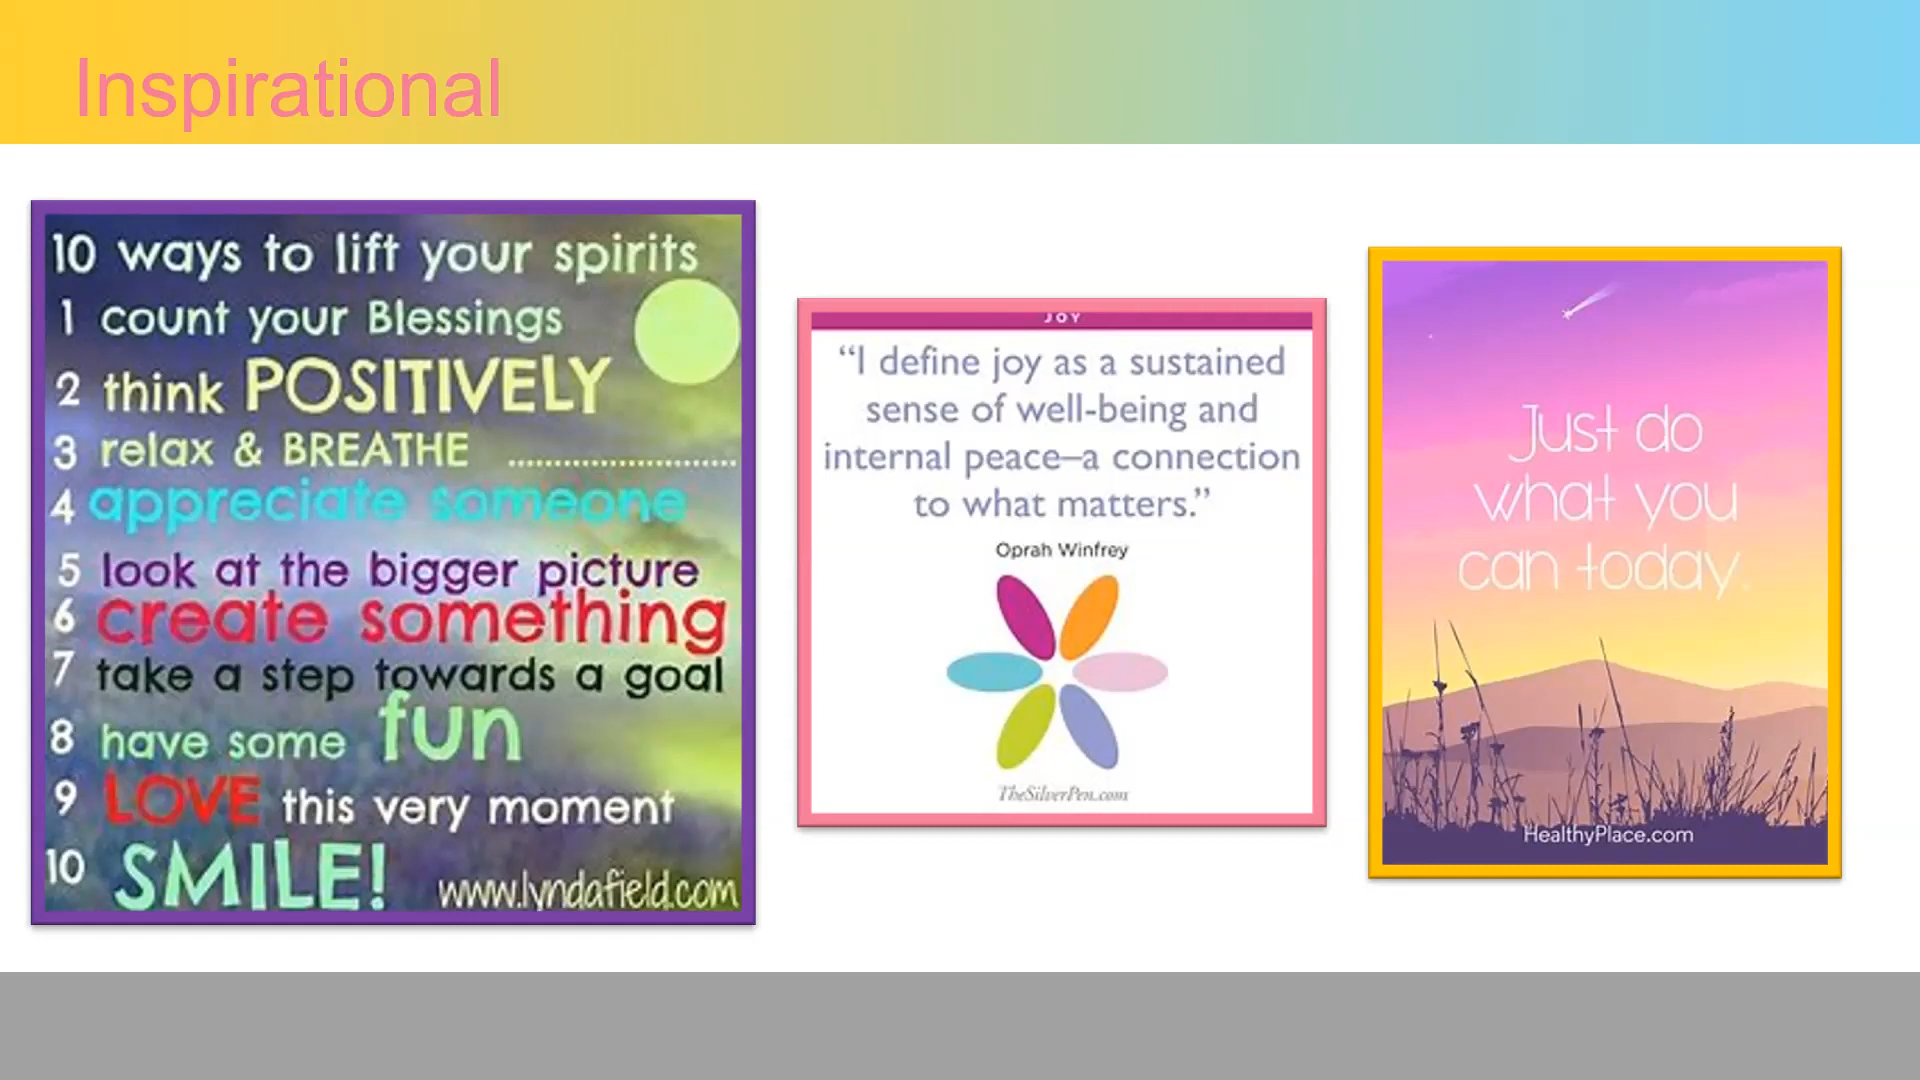 Inspirational
10 ways to lift your spirits
1 count your Blessings
2 think POSITIVELY
3 relax & BREATHE ........................
4 appreciate someone
5 look at the bigger picture
6 create something
7 take a step towards a goal
8 have some fun
9 LOVE this very moment
10 SMILE! www.lyndafield.com
JOY
“I define joy as a sustained
sense of well-being and
internal peace—a connection
to what matters.”
Oprah Winfrey
TheSilverPen.com
Just do
what you
can today.
HealthyPlace.com